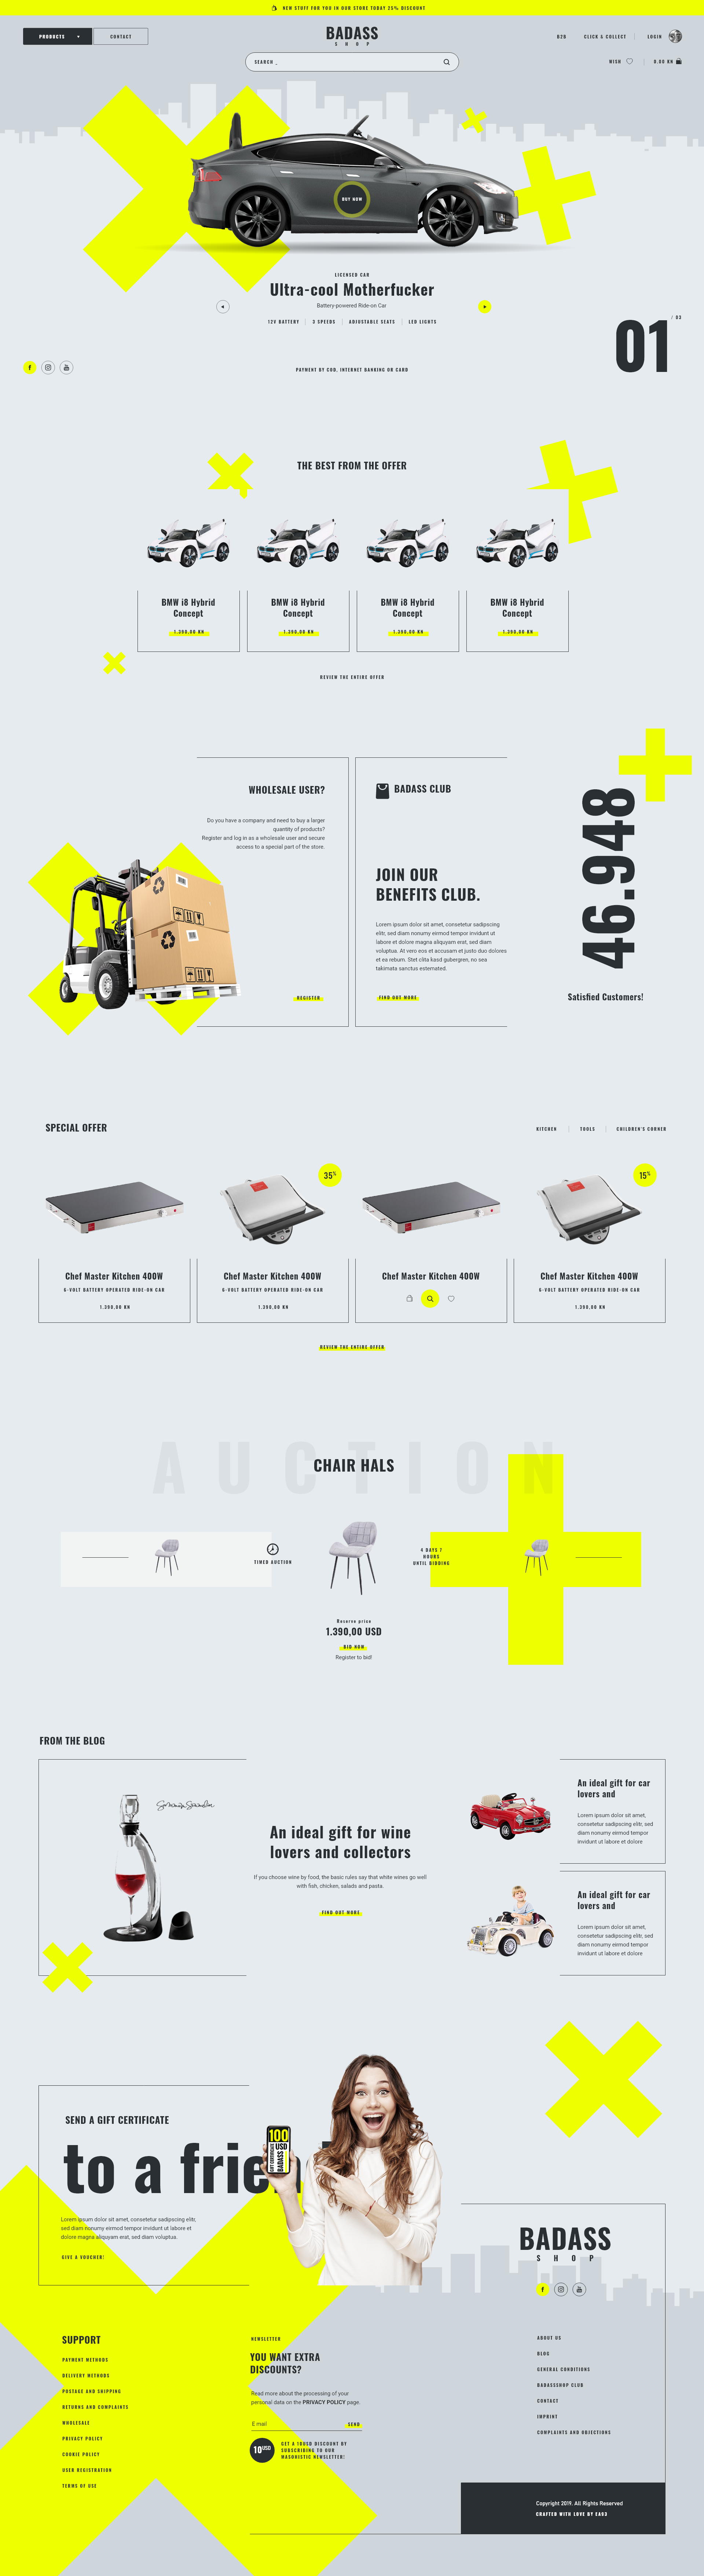 NEW STUFF FOR YOU IN OUR STORE TODAY 25% DISCOUNT
PRODUCTS
CONTACT
BADASS
SHOP
B2B
CLICK & COLLECT
LOGIN
SEARCH _
WISH
0.00 KN
BUY NOW
LICENSED CAR
Ultra-cool Motherfucker
Battery-powered Ride-on Car
12V BATTERY
3 SPEEDS
ADJUSTABLE SEATS
LED LIGHTS
01
/ 03
PAYMENT BY COD, INTERNET BANKING OR CARD
THE BEST FROM THE OFFER
BMW i8 Hybrid
Concept
1.390,00 KN
BMW i8 Hybrid
Concept
1.390,00 KN
BMW i8 Hybrid
Concept
1.390,00 KN
BMW i8 Hybrid
Concept
1.390,00 KN
REVIEW THE ENTIRE OFFER
WHOLESALE USER?
Do you have a company and need to buy a larger
quantity of products?
Register and log in as a wholesale user and secure
access to a special part of the store.
REGISTER
BADASS CLUB
JOIN OUR
BENEFITS CLUB.
Lorem ipsum dolor sit amet, consetetur sadipscing
elitr, sed diam nonumy eirmod tempor invidunt ut
labore et dolore magna aliquyam erat, sed diam
voluptua. At vero eos et accusam et justo duo dolores
et ea rebum. Stet clita kasd gubergren, no sea
takimata sanctus estemated.
FIND OUT MORE
46.948
Satisfied Customers!
SPECIAL OFFER
KITCHEN
TOOLS
CHILDREN'S CORNER
35%
15%
Chef Master Kitchen 400W
6-VOLT BATTERY OPERATED RIDE-ON CAR
1.390,00 KN
Chef Master Kitchen 400W
6-VOLT BATTERY OPERATED RIDE-ON CAR
1.390,00 KN
Chef Master Kitchen 400W
Chef Master Kitchen 400W
6-VOLT BATTERY OPERATED RIDE-ON CAR
1.390,00 KN
REVIEW THE ENTIRE OFFER
AUCTION
CHAIR HALS
TIMED AUCTION
4 DAYS 7
HOURS
UNTIL BIDDING
Reserve price
1.390,00 USD
BID NOW
Register to bid!
FROM THE BLOG
An ideal gift for wine
lovers and collectors
If you choose wine by food, the basic rules say that white wines go well
with fish, chicken, salads and pasta.
FIND OUT MORE
An ideal gift for car
lovers and
Lorem ipsum dolor sit amet,
consetetur sadipscing elitr, sed
diam nonumy eirmod tempor
invidunt ut labore et dolore
An ideal gift for car
lovers and
Lorem ipsum dolor sit amet,
consetetur sadipscing elitr, sed
diam nonumy eirmod tempor
invidunt ut labore et dolore
SEND A GIFT CERTIFICATE
to a frien
100
USD
BADASS SHOP
GIFT CERTIFICATE
Lorem ipsum dolor sit amet, consetetur sadipscing elitr,
sed diam nonumy eirmod tempor invidunt ut labore et
dolore magna aliquyam erat, sed diam voluptua.
GIVE A VOUCHER!
BADASS
SHOP
SUPPORT
PAYMENT METHODS
DELIVERY METHODS
POSTAGE AND SHIPPING
RETURNS AND COMPLAINTS
WHOLESALE
PRIVACY POLICY
COOKIE POLICY
USER REGISTRATION
TERMS OF USE
NEWSLETTER
YOU WANT EXTRA
DISCOUNTS?
Read more about the processing of your
personal data on the PRIVACY POLICY page.
E mail
SEND
10USD
GET A 10USD DISCOUNT BY
SUBSCRIBING TO OUR
MASOHISTIC NEWSLETTER!
ABOUT US
BLOG
GENERAL CONDITIONS
BADASSSHOP CLUB
CONTACT
IMPRINT
COMPLAINTS AND OBJECTIONS
Copyright 2019. All Rights Reserved
CRAFTED WITH LOVE BY EAG3